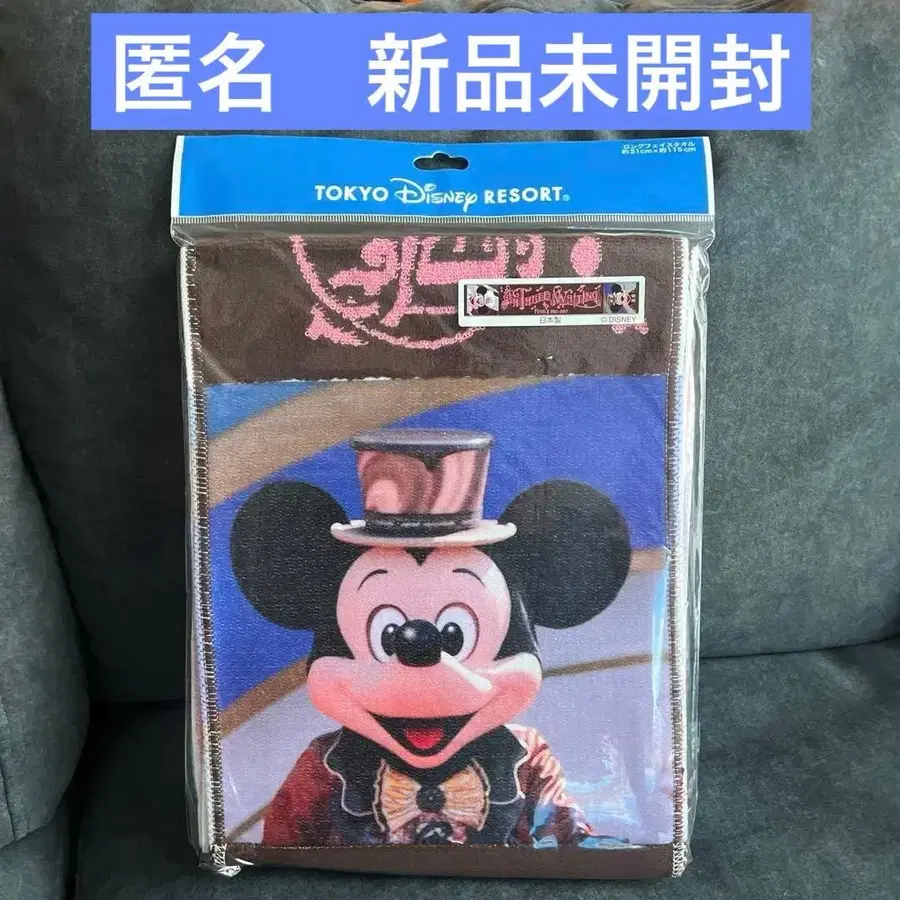 匿名　新品未開封
ロングフェイスタオル
約21cm×約115cm
TOKYO Disney RESORT®
日本製
© DISNEY